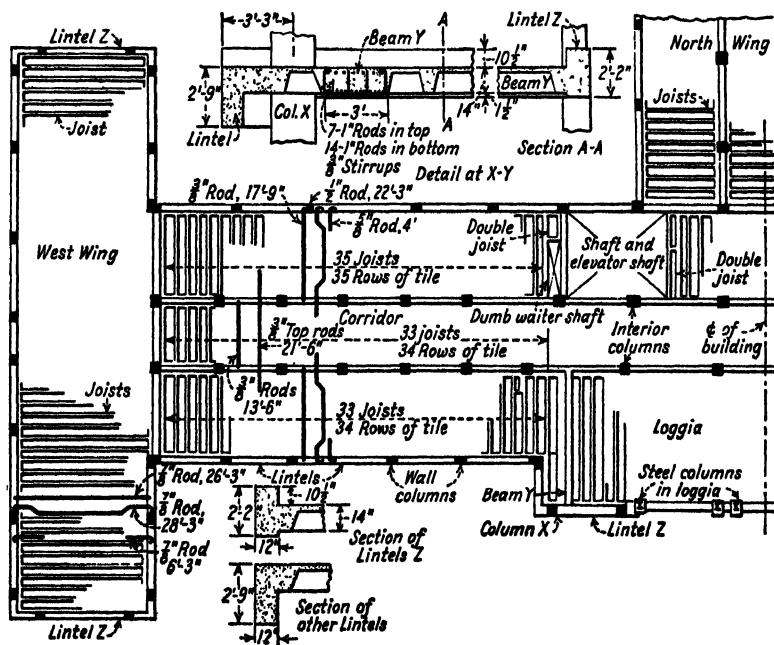 Lintel Z
3'-3"
A
Beam Y
Lintel Z
10 1/2"
2'-2"
North Wing
2'-9"
Col. X
3'
Beam Y
14"
1 1/2"
Lintel
A
Joist
Joists
7-1" Rods in top
14-1" Rods in bottom
3/8" Stirrups
Section A-A
Detail at X-Y
3/8" Rod, 17'-9"
1/2" Rod, 22'-3"
5/8" Rod, 4'
West Wing
Double joist
Shaft and elevator shaft
Double joist
35 Joists
35 Rows of tile
Corridor
Dumb waiter shaft
3/8" Top rods
21'-6"
33 joists
34 Rows of tile
Interior columns
℄ of building
Joists
3/8" Rods
13'-6"
33 Joists
34 Rows of tile
Loggia
7/8" Rod, 26'-3"
Lintels
Wall columns
Beam Y
Steel columns in loggia
7/8" Rod,
28'-3"
10 1/2"
2'-2"
14"
Column X
Lintel Z
7/8" Rod
6'-3"
12"
Section of Lintels Z
2'-9"
Section of other Lintels
12"
Lintel Z